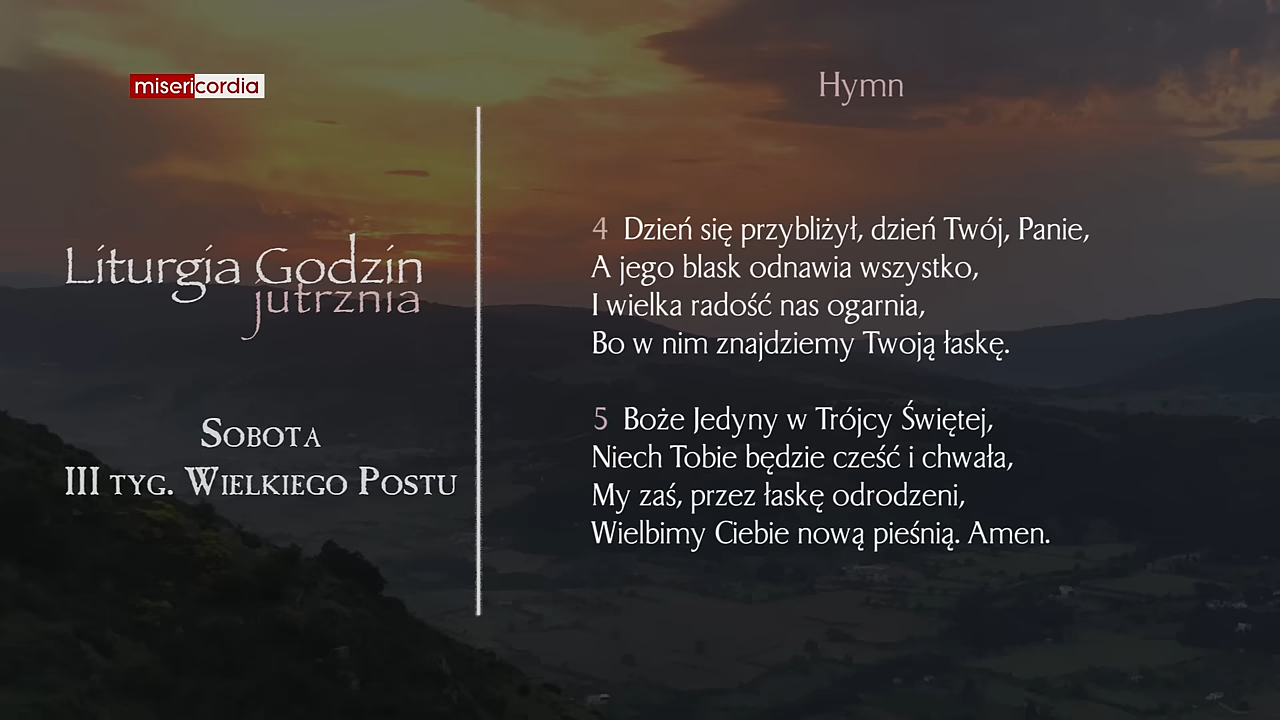 misericordia
Liturgia Godzin
jutrznia
Sobota
III tyg. Wielkiego Postu
Hymn
4 Dzień się przybliżył, dzień Twój, Panie,
A jego blask odnawia wszystko,
I wielka radość nas ogarnia,
Bo w nim znajdziemy Twoją łaskę.
5 Boże Jedyny w Trójcy Świętej,
Niech Tobie będzie cześć i chwała,
My zaś, przez łaskę odrodzeni,
Wielbimy Ciebie nową pieśnią. Amen.